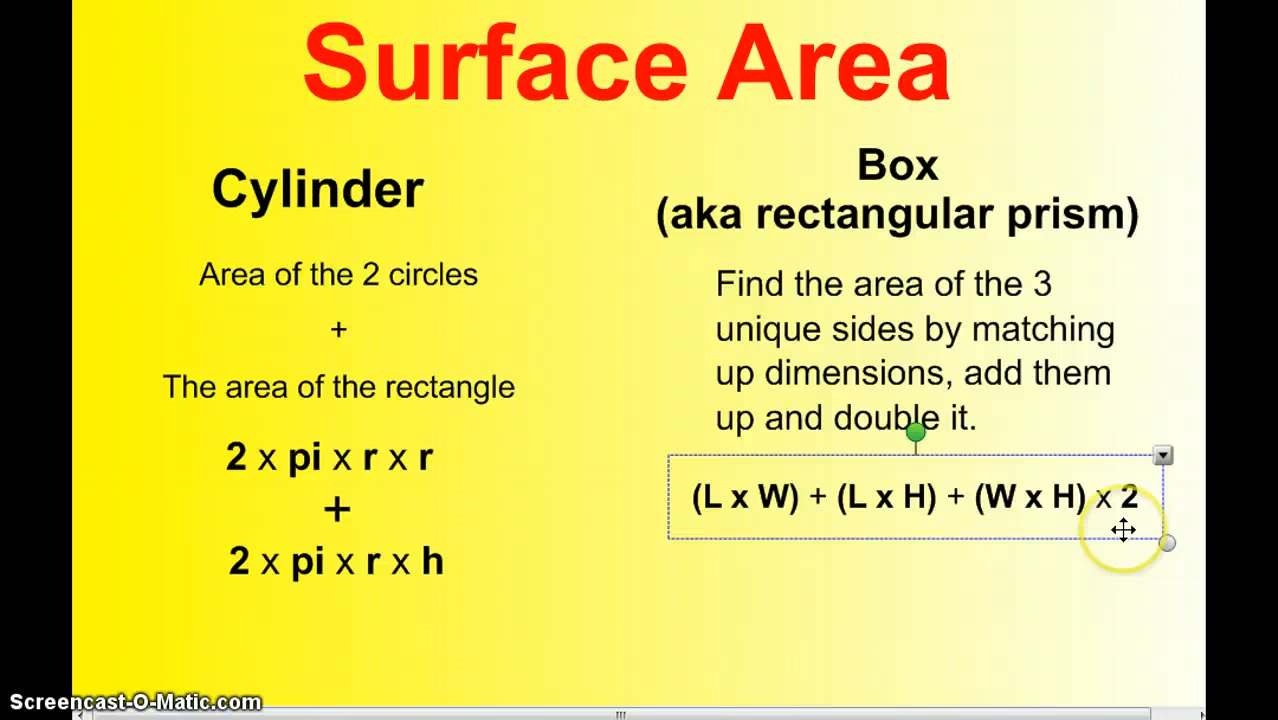 Surface Area
Cylinder
Area of the 2 circles
+
The area of the rectangle
2 x pi x r x r
+
2 x pi x r x h
Box
(aka rectangular prism)
Find the area of the 3
unique sides by matching
up dimensions, add them
up and double it.
(L x W) + (L x H) + (W x H) x 2
Screencast-O-Matic.com